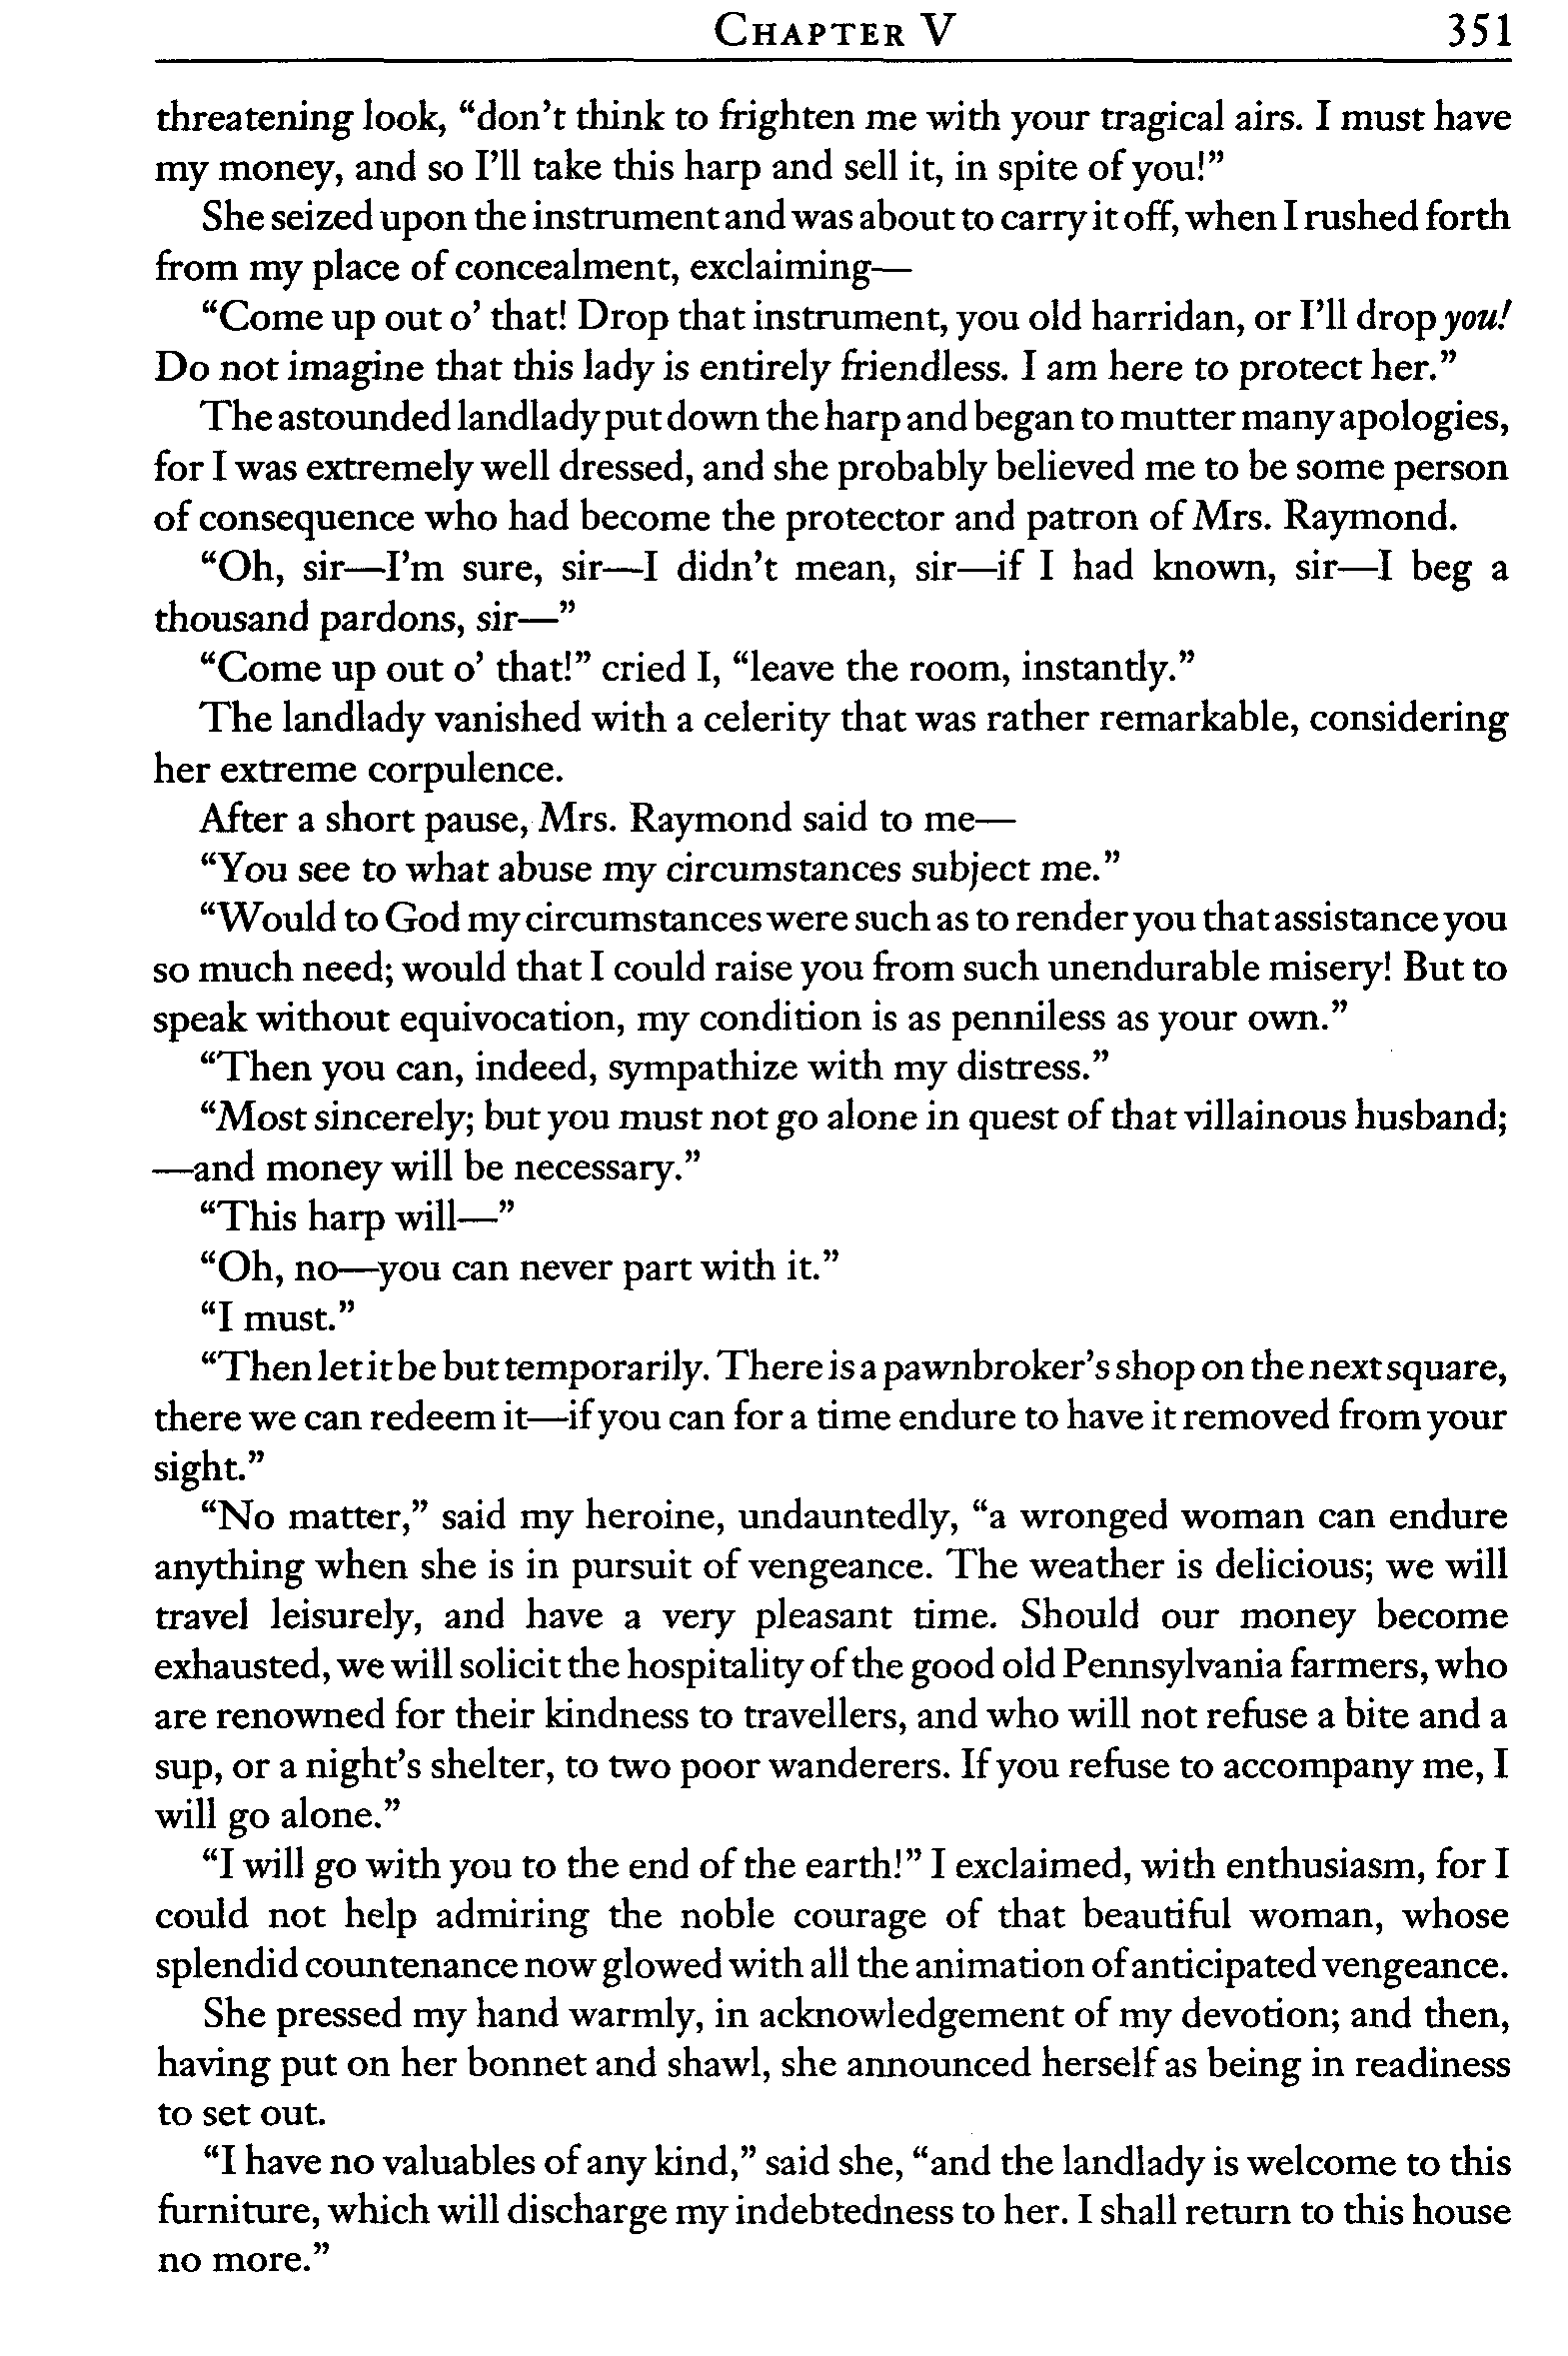 CHAPTER V 351
threatening look, “don’t think to frighten me with your tragical airs. I must have
my money, and so I’ll take this harp and sell it, in spite of you!”
She seized upon the instrument and was about to carry it off, when I rushed forth
from my place of concealment, exclaiming—
“Come up out o’ that! Drop that instrument, you old harridan, or I’ll drop you!
Do not imagine that this lady is entirely friendless. I am here to protect her.”
The astounded landlady put down the harp and began to mutter many apologies,
for I was extremely well dressed, and she probably believed me to be some person
of consequence who had become the protector and patron of Mrs. Raymond.
“Oh, sir—I’m sure, sir—I didn’t mean, sir—if I had known, sir—I beg a
thousand pardons, sir—”
“Come up out o’ that!” cried I, “leave the room, instantly.”
The landlady vanished with a celerity that was rather remarkable, considering
her extreme corpulence.
After a short pause, Mrs. Raymond said to me—
“You see to what abuse my circumstances subject me.”
“Would to God my circumstances were such as to render you that assistance you
so much need; would that I could raise you from such unendurable misery! But to
speak without equivocation, my condition is as penniless as your own.”
“Then you can, indeed, sympathize with my distress.”
“Most sincerely; but you must not go alone in quest of that villainous husband;
—and money will be necessary.”
“This harp will—”
“Oh, no—you can never part with it.”
“I must.”
“Then let it be but temporarily. There is a pawnbroker’s shop on the next square,
there we can redeem it—if you can for a time endure to have it removed from your
sight.”
“No matter,” said my heroine, undauntedly, “a wronged woman can endure
anything when she is in pursuit of vengeance. The weather is delicious; we will
travel leisurely, and have a very pleasant time. Should our money become
exhausted, we will solicit the hospitality of the good old Pennsylvania farmers, who
are renowned for their kindness to travellers, and who will not refuse a bite and a
sup, or a night’s shelter, to two poor wanderers. If you refuse to accompany me, I
will go alone.”
“I will go with you to the end of the earth!” I exclaimed, with enthusiasm, for I
could not help admiring the noble courage of that beautiful woman, whose
splendid countenance now glowed with all the animation of anticipated vengeance.
She pressed my hand warmly, in acknowledgement of my devotion; and then,
having put on her bonnet and shawl, she announced herself as being in readiness
to set out.
“I have no valuables of any kind,” said she, “and the landlady is welcome to this
furniture, which will discharge my indebtedness to her. I shall return to this house
no more.”